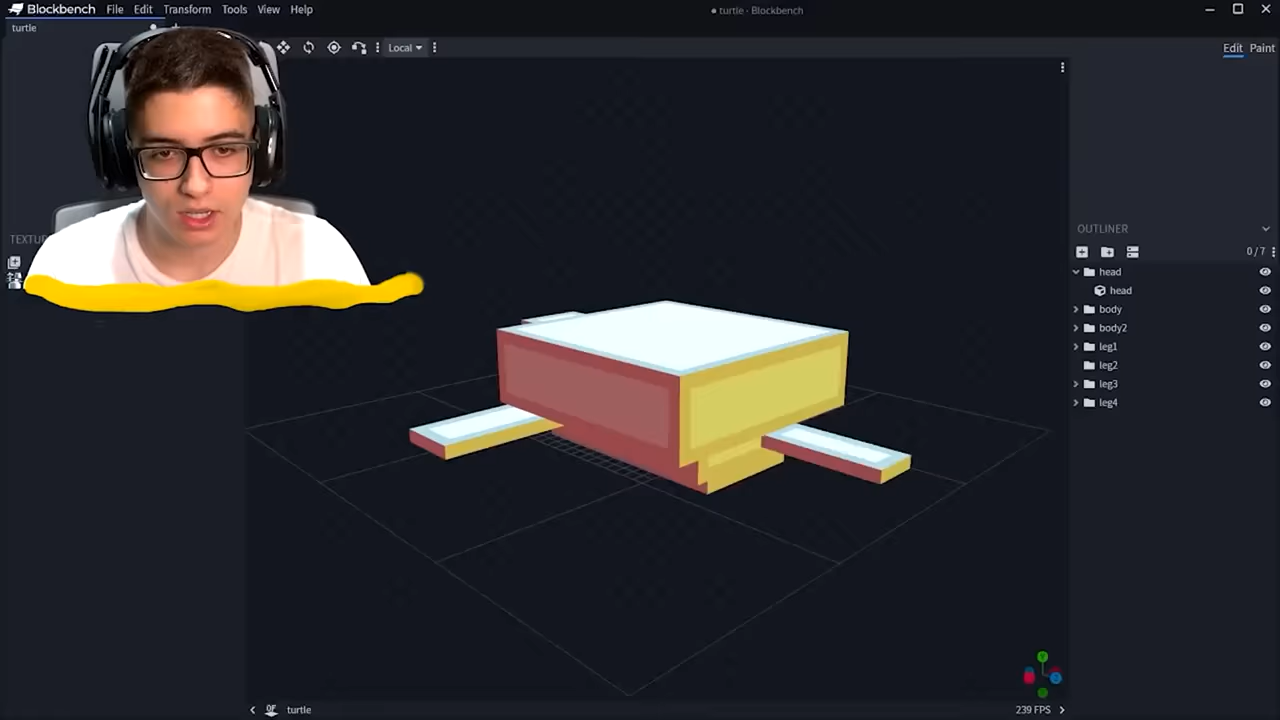 Blockbench File Edit Transform Tools View Help
● turtle - Blockbench
turtle
Local
Edit Paint
OUTLINER
0/7
head
head
body
body2
leg1
leg2
leg3
leg4
turtle
239 FPS